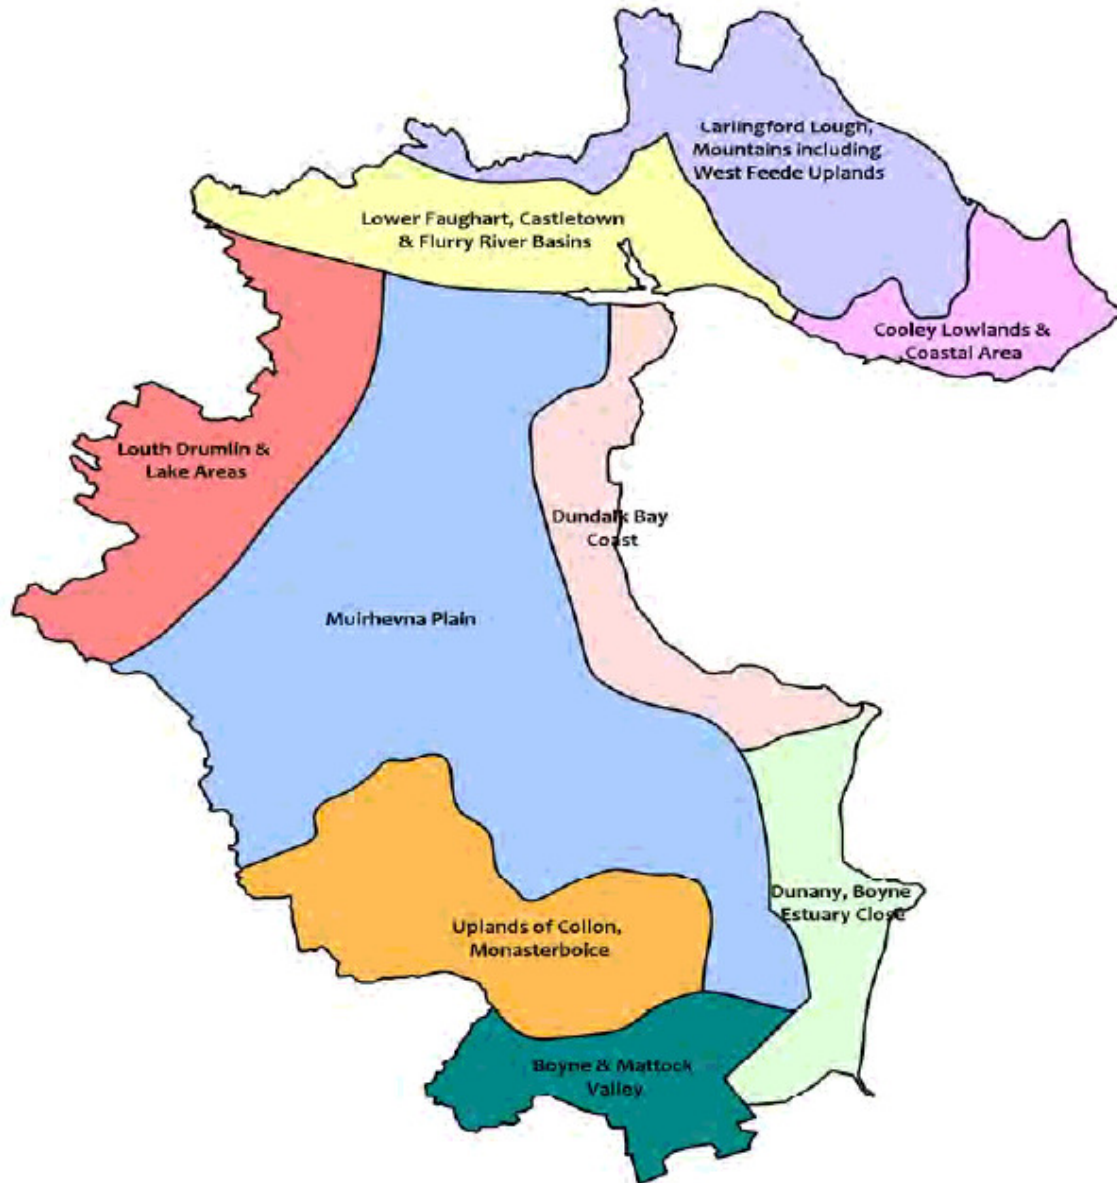 Carlingford Lough,
Mountains including
West Feede Uplands
Lower Faughart, Castletown
& Flurry River Basins
Cooley Lowlands &
Coastal Area
Louth Drumlin &
Lake Areas
Dundalk Bay
Coast
Muirhevna Plain
Dunany, Boyne
Estuary Close
Uplands of Collon,
Monasterboice
Boyne & Mattock
Valley